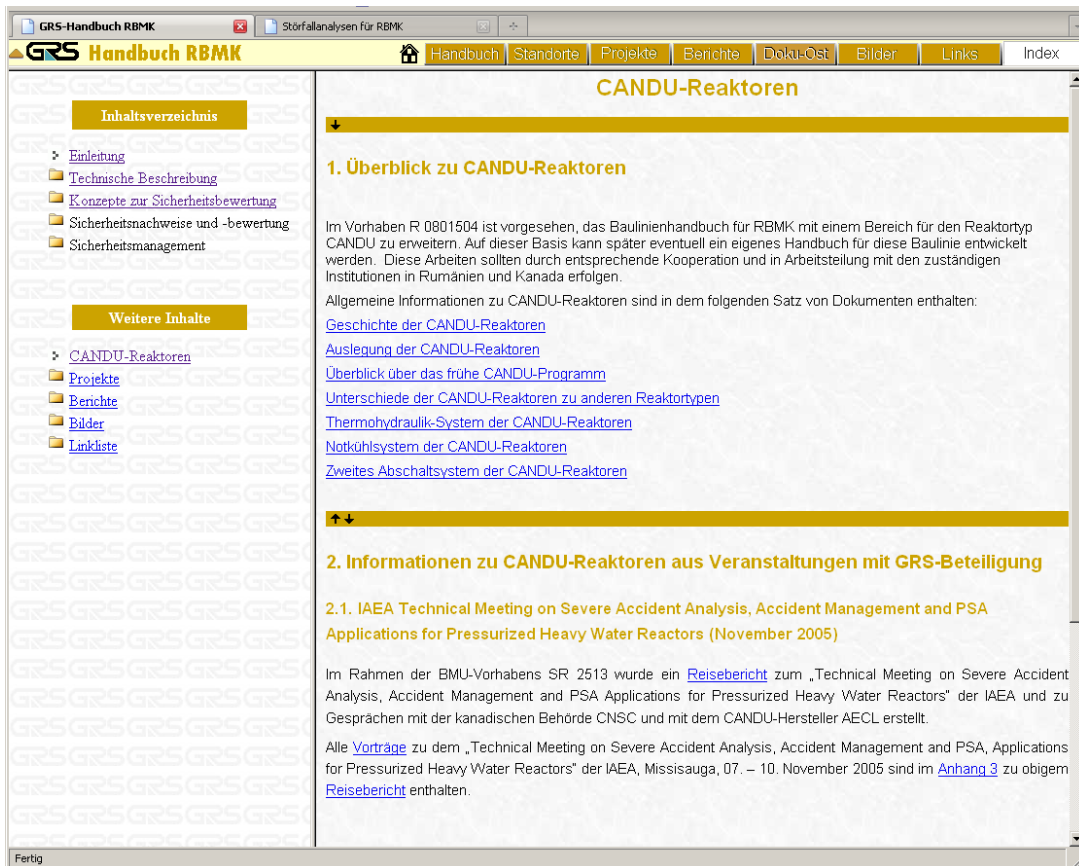 GRS-Handbuch RBMK
Störfallanalysen für RBMK
GRS Handbuch RBMK
Handbuch
Standorte
Projekte
Berichte
Doku-Ost
Bilder
Links
Index
Inhaltsverzeichnis
Einleitung
Technische Beschreibung
Konzepte zur Sicherheitsbewertung
Sicherheitsnachweise und -bewertung
Sicherheitsmanagement
Weitere Inhalte
CANDU-Reaktoren
Projekte
Berichte
Bilder
Linkliste
CANDU-Reaktoren
1. Überblick zu CANDU-Reaktoren
Im Vorhaben R 0801504 ist vorgesehen, das Baulinienhandbuch für RBMK mit einem Bereich für den Reaktortyp
CANDU zu erweitern. Auf dieser Basis kann später eventuell ein eigenes Handbuch für diese Baulinie entwickelt
werden. Diese Arbeiten sollten durch entsprechende Kooperation und in Arbeitsteilung mit den zuständigen
Institutionen in Rumänien und Kanada erfolgen.
Allgemeine Informationen zu CANDU-Reaktoren sind in dem folgenden Satz von Dokumenten enthalten:
Geschichte der CANDU-Reaktoren
Auslegung der CANDU-Reaktoren
Überblick über das frühe CANDU-Programm
Unterschiede der CANDU-Reaktoren zu anderen Reaktortypen
Thermohydraulik-System der CANDU-Reaktoren
Notkühlsystem der CANDU-Reaktoren
Zweites Abschaltsystem der CANDU-Reaktoren
2. Informationen zu CANDU-Reaktoren aus Veranstaltungen mit GRS-Beteiligung
2.1. IAEA Technical Meeting on Severe Accident Analysis, Accident Management and PSA
Applications for Pressurized Heavy Water Reactors (November 2005)
Im Rahmen der BMU-Vorhabens SR 2513 wurde ein Reisebericht zum „Technical Meeting on Severe Accident
Analysis, Accident Management and PSA Applications for Pressurized Heavy Water Reactors" der IAEA und zu
Gesprächen mit der kanadischen Behörde CNSC und mit dem CANDU-Hersteller AECL erstellt.
Alle Vorträge zu dem „Technical Meeting on Severe Accident Analysis, Accident Management and PSA, Applications
for Pressurized Heavy Water Reactors" der IAEA, Missisauga, 07. – 10. November 2005 sind im Anhang 3 zu obigem
Reisebericht enthalten.
Fertig